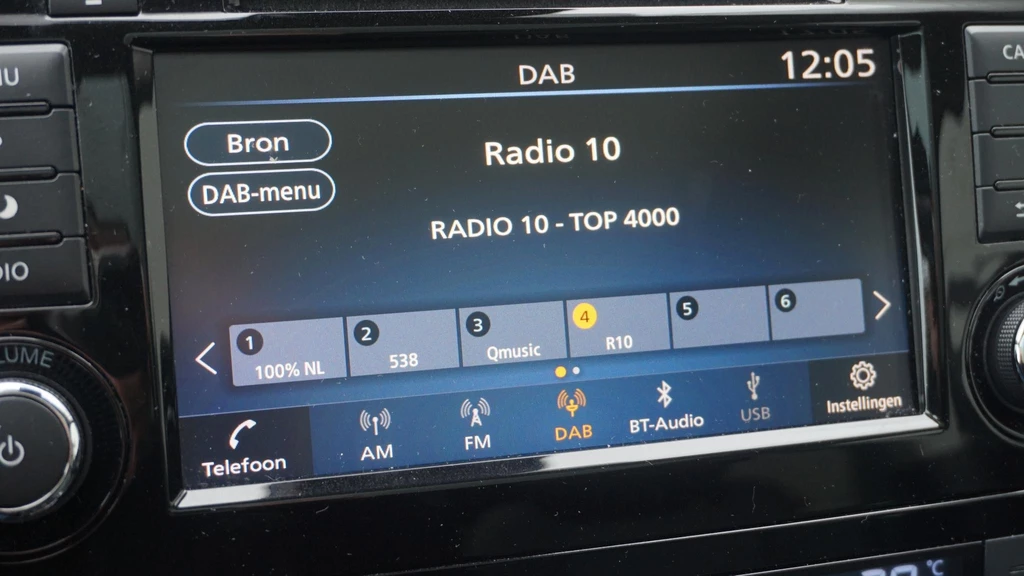 DAB
12:05
Bron
Radio 10
DAB-menu
RADIO 10 - TOP 4000
1
100% NL
2
538
3
Qmusic
4
R10
5
6
Telefoon
AM
FM
DAB
BT-Audio
USB
Instellingen
°C